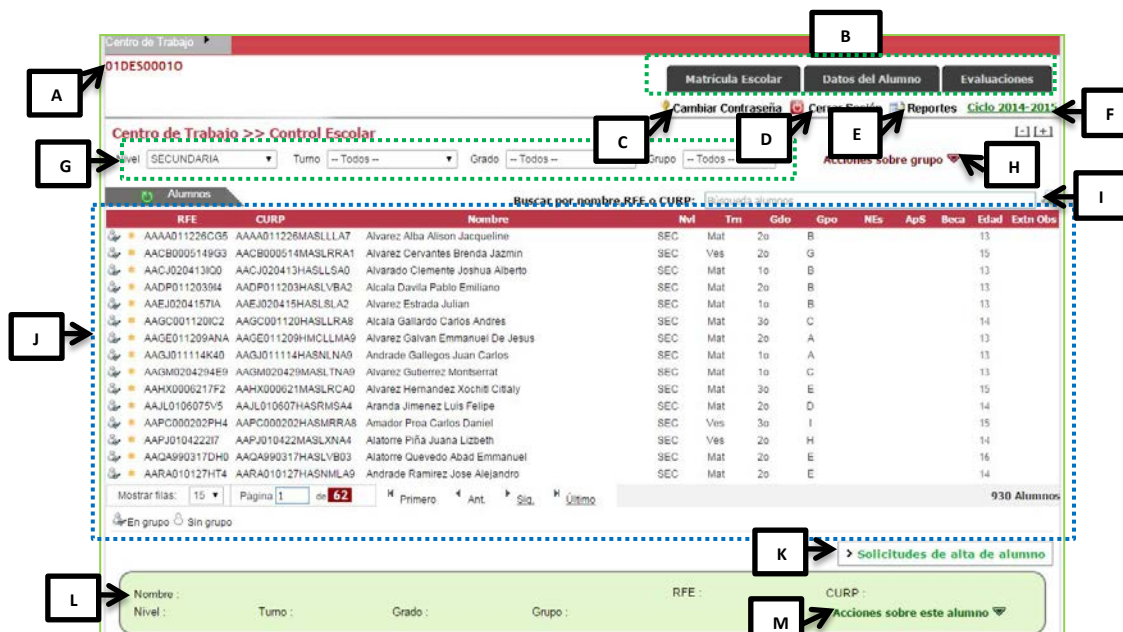 Centro de Trabajo
B
01DES0001O
A
Matrícula Escolar Datos del Alumno Evaluaciones
Cambiar Contraseña Cerrar Sesión Reportes Ciclo 2014-2015
C D E F
Centro de Trabajo >> Control Escolar [-] [+]
G
Nivel SECUNDARIA Turno -- Todos -- Grado -- Todos -- Grupo -- Todos -- Acciones sobre grupo
H
Alumnos Buscar por nombre,RFE o CURP: Búsqueda alumnos
I
RFE CURP Nombre Nvl Trn Gdo Gpo NEs ApS Beca Edad Extn Obs
AAAA011226CG5 AAAA011226MASLLLA7 Alvarez Alba Alison Jacqueline SEC Mat 2o B 13
AACB0005149G3 AACB000514MASLRRA1 Alvarez Cervantes Brenda Jazmin SEC Ves 2o G 15
AACJ020413IQ0 AACJ020413HASLLSA0 Alvarado Clemente Joshua Alberto SEC Mat 1o B 13
AADP0112039I4 AADP011203HASLVBA2 Alcala Davila Pablo Emiliano SEC Mat 2o B 13
AAEJ0204157IA AAEJ020415HASLSLA2 Alvarez Estrada Julian SEC Mat 1o B 13
AAGC001120IC2 AAGC001120HASLLRA8 Alcala Gallardo Carlos Andres SEC Mat 3o C 14
AAGE011209ANA AAGE011209HMCLLMA9 Alvarez Galvan Emmanuel De Jesus SEC Mat 2o A 13
J
AAGJ011114K40 AAGJ011114HASNLNA9 Andrade Gallegos Juan Carlos SEC Mat 1o A 13
AAGM0204294E9 AAGM020429MASLTNA9 Alvarez Gutierrez Montserrat SEC Mat 1o C 13
AAHX0006217F2 AAHX000621MASLRCA0 Alvarez Hernandez Xochitl Citlaly SEC Mat 3o E 15
AAJL0106075V5 AAJL010607HASRMSA4 Aranda Jimenez Luis Felipe SEC Mat 2o D 14
AAPC000202PH4 AAPC000202HASMRRA8 Amador Proa Carlos Daniel SEC Ves 3o I 15
AAPJ0104222I7 AAPJ010422MASLXNA4 Alatorre Piña Juana Lizbeth SEC Ves 2o H 14
AAQA990317DH0 AAQA990317HASLVB03 Alatorre Quevedo Abad Emmanuel SEC Mat 2o E 16
AARA010127HT4 AARA010127HASNMLA9 Andrade Ramirez Jose Alejandro SEC Mat 2o E 14
Mostrar filas: 15 Página 1 de 62 Primero Ant. Sig. Último 930 Alumnos
En grupo Sin grupo
K > Solicitudes de alta de alumno
L
Nombre : RFE : CURP :
Nivel : Turno : Grado : Grupo : Acciones sobre este alumno
M